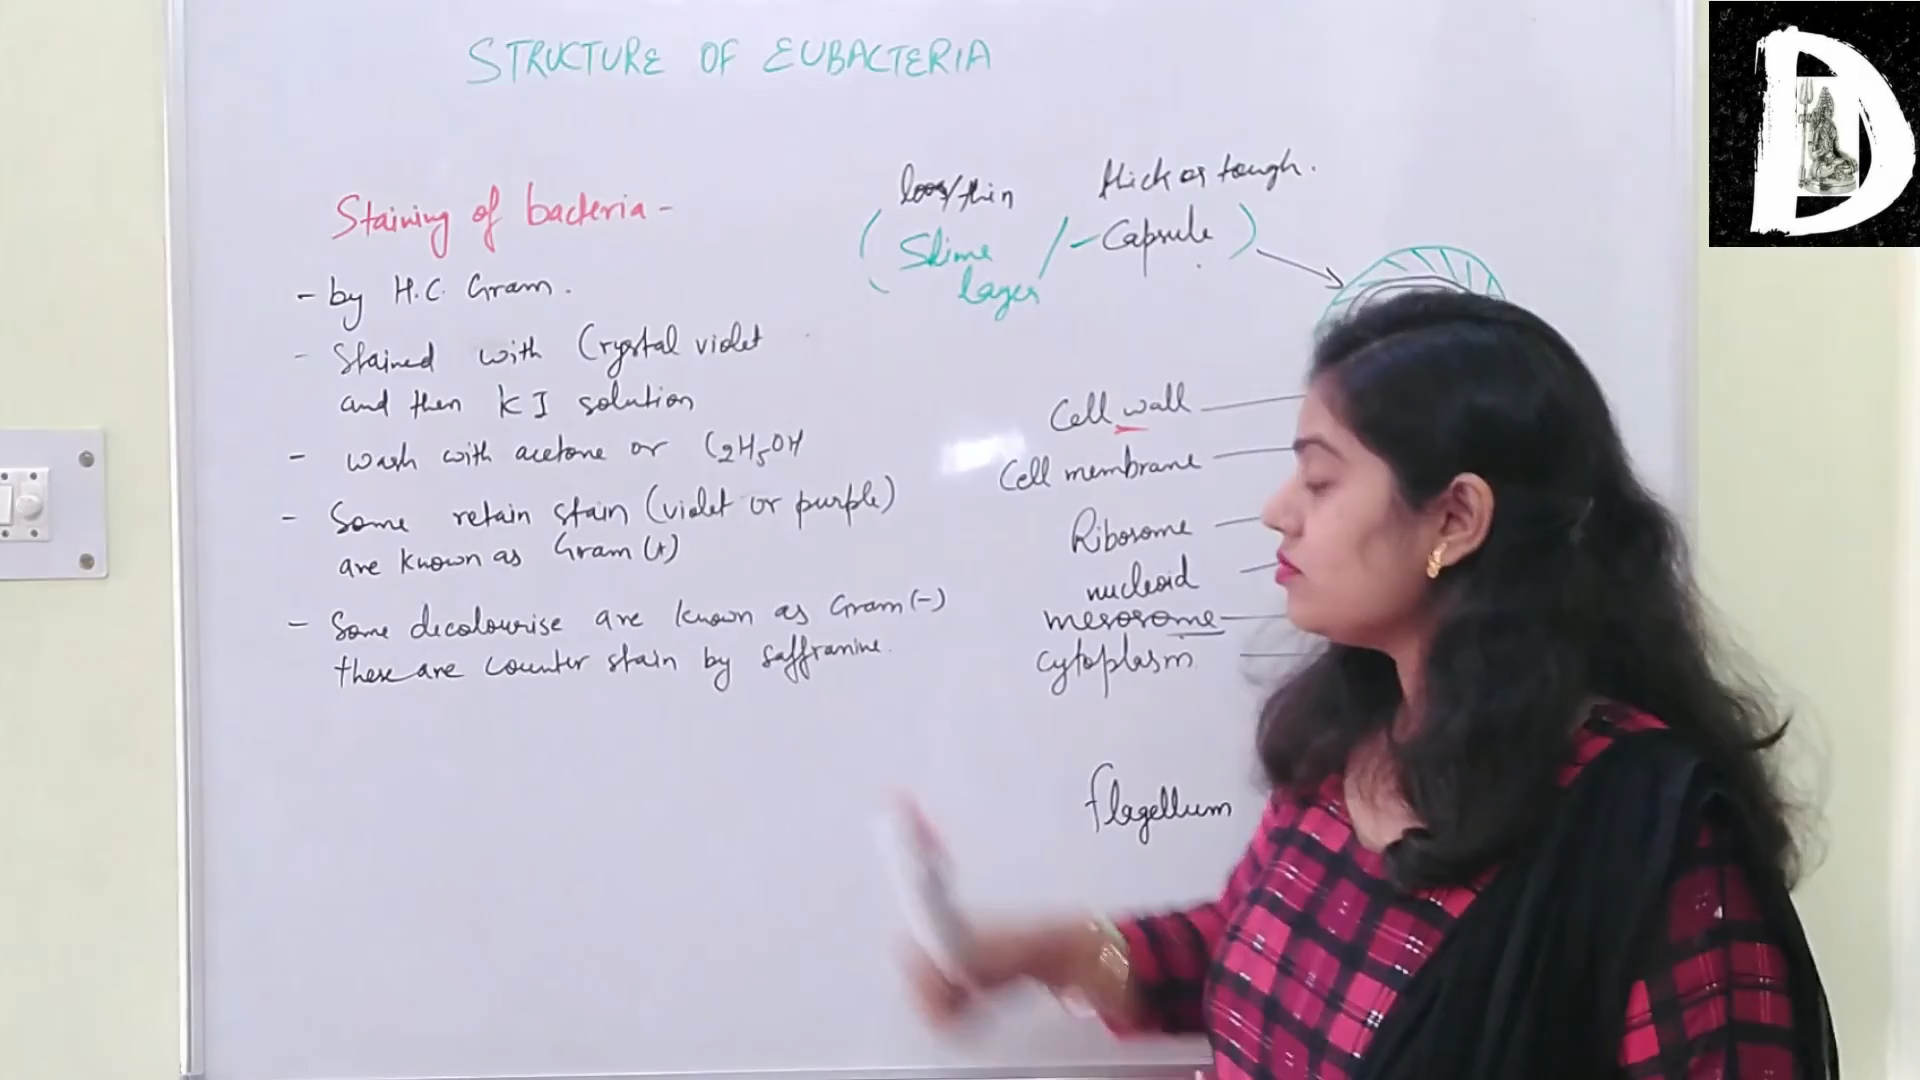 STRUCTURE OF EUBACTERIA
Staining of bacteria -
- by H.C. Gram.
- Stained with Crystal violet
and then KI solution
- wash with acetone or C2H5OH
- Some retain stain (violet or purple)
are known as Gram (+)
- Some decolourise are known as Gram (-)
these are counter stain by saffranine.
loos/thin
thick or tough.
( Slime / - Capsule )
layer
Cell wall
Cell membrane
Ribosome
nucleoid
mesosome
cytoplasm
flagellum
D